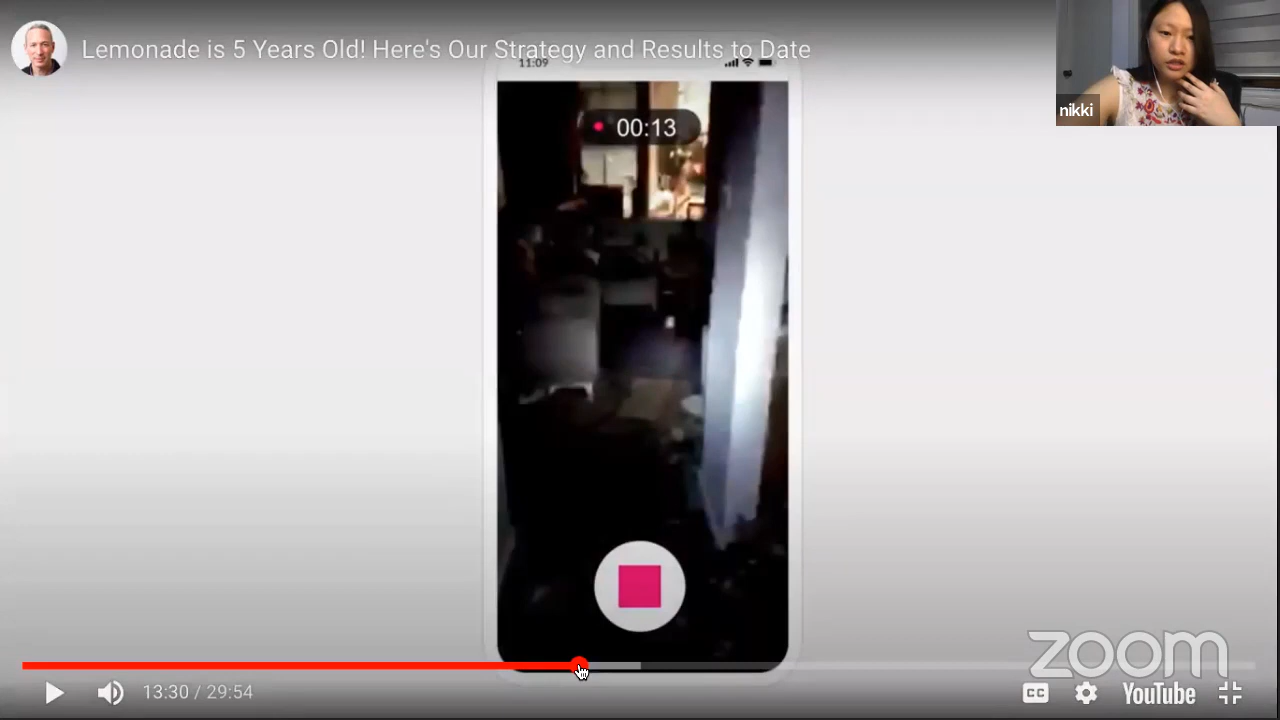 Lemonade is 5 Years Old! Here's Our Strategy and Results to Date
nikki
11:09
00:13
zoom
13:30 / 29:54
CC
YouTube